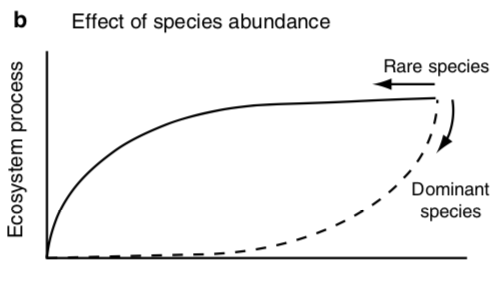 b Effect of species abundance
Rare species
Ecosystem process
Dominant
species